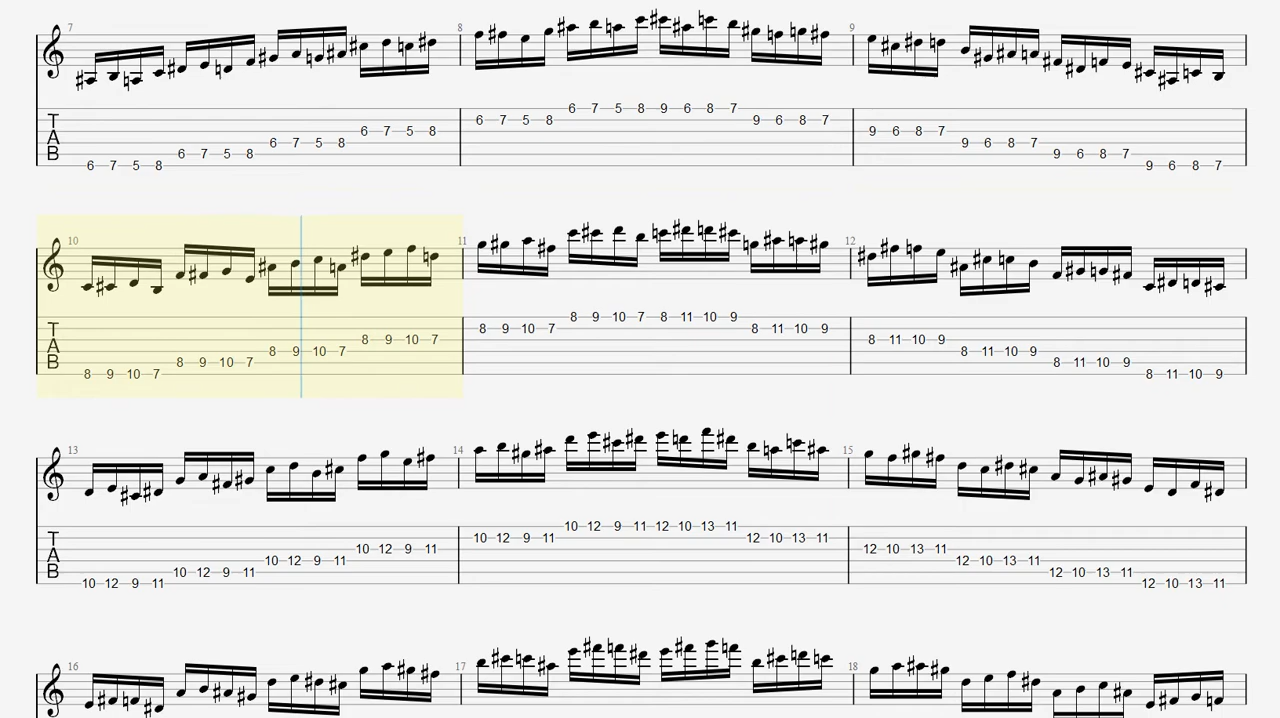 7 8 9
6 7 5 8 9 6 8 7
6 7 5 8 9 6 8 7
T 6 7 5 8 9 6 8 7
A 6 7 5 8 9 6 8 7
B 6 7 5 8 9 6 8 7
6 7 5 8 9 6 8 7
10 11 12
8 9 10 7 8 11 10 9
T 8 9 10 7 8 11 10 9
8 9 10 7 8 11 10 9
A 8 9 10 7 8 11 10 9
B 8 9 10 7 8 11 10 9
8 9 10 7 8 11 10 9
13 14 15
10 12 9 11 12 10 13 11
T 10 12 9 11 12 10 13 11
10 12 9 11 12 10 13 11
A 10 12 9 11 12 10 13 11
B 10 12 9 11 12 10 13 11
10 12 9 11 12 10 13 11
16 17 18